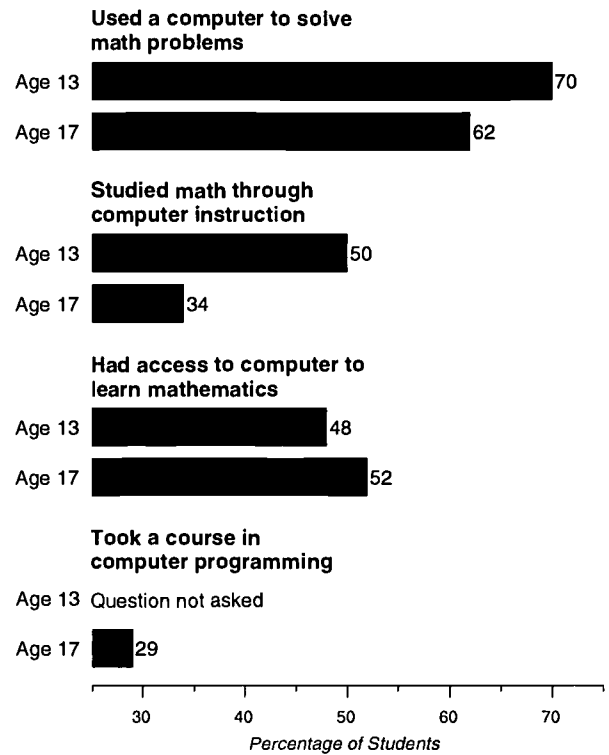 Used a computer to solve
math problems
Age 13 70
Age 17 62
Studied math through
computer instruction
Age 13 50
Age 17 34
Had access to computer to
learn mathematics
Age 13 48
Age 17 52
Took a course in
computer programming
Age 13 Question not asked
Age 17 29
30 40 50 60 70
Percentage of Students